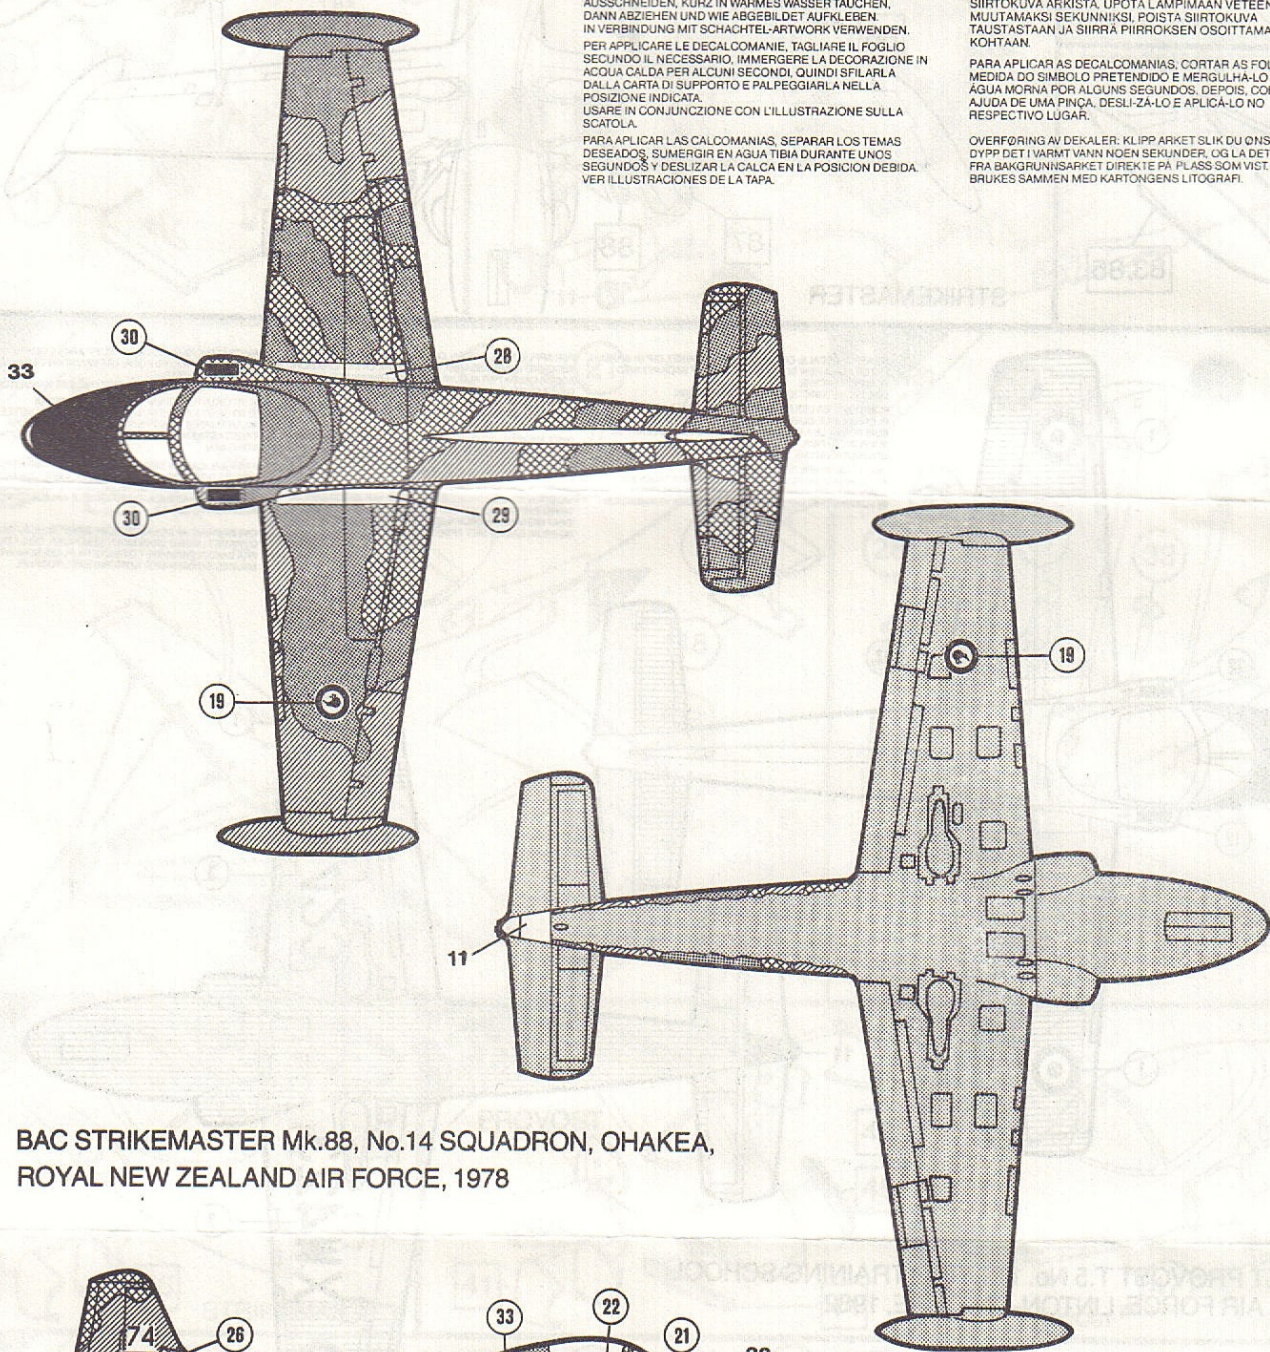 AUSSCHNEIDEN, KURZ IN WARMES WASSER TAUCHEN,
DANN ABZIEHEN UND WIE ABGEBILDET AUFKLEBEN.
IN VERBINDUNG MIT SCHACHTEL-ARTWORK VERWENDEN.
PER APPLICARE LE DECALCOMANIE, TAGLIARE IL FOGLIO
SECUNDO IL NECESSARIO, IMMERGERE LA DECORAZIONE IN
ACQUA CALDA PER ALCUNI SECONDI, QUINDI SFILARLA
DALLA CARTA DI SUPPORTO E PALPEGGIARLA NELLA
POSIZIONE INDICATA.
USARE IN CONJUNCZIONE CON L'ILLUSTRAZIONE SULLA
SCATOLA.
PARA APLICAR LAS CALCOMANIAS, SEPARAR LOS TEMAS
DESEADOS, SUMERGIR EN AGUA TIBIA DURANTE UNOS
SEGUNDOS Y DESLIZAR LA CALCA EN LA POSICION DEBIDA.
VER ILLUSTRACIONES DE LA TAPA.
SIIRTOKUVA ARKISTA, UPOTA LAMPIMAAN VETEEN
MUUTAMAKSI SEKUNNIKSI, POISTA SIIRTOKUVA
TAUSTASTAAN JA SIIRRÄ PIIRROKSEN OSOITTAMA
KOHTAAN.
PARA APLICAR AS DECALCOMANIAS, CORTAR AS
MEDIDA DO SIMBOLO PRETENDIDO E MERGULHÁ-LO
ÁGUA MORNA POR ALGUNS SEGUNDOS. DEPOIS,
AJUDA DE UMA PINÇA, DESLI-ZÁ-LO E APLICÁ-LO NO
RESPECTIVO LUGAR.
OVERFØRING AV DEKALER: KLIPP ARKET SLIK DU ØNS
DYPP DET I VARMT VANN NOEN SEKUNDER, OG LA DET
FRA BAKGRUNNSARKET DIREKTE PÅ PLASS SOM VIST.
BRUKES SAMMEN MED KARTONGENS LITOGRAFI.
30
28
33
30
29
19
19
11
BAC STRIKEMASTER Mk.88, No.14 SQUADRON, OHAKEA,
ROYAL NEW ZEALAND AIR FORCE, 1978
74
26
33
22
21